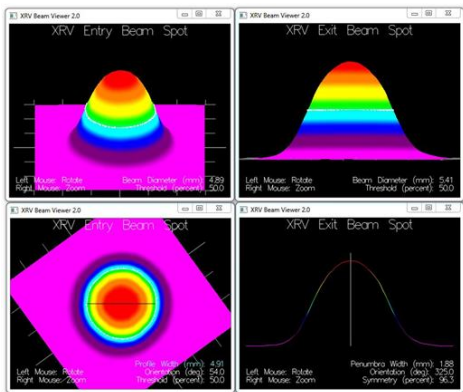 XRV Beam Viewer 2.0
XRV Entry Beam Spot
Left Mouse: Rotate
Right Mouse: Zoom
Beam Diameter (mm): 4.89
Threshold (percent): 50.0
XRV Beam Viewer 2.0
XRV Exit Beam Spot
Left Mouse: Rotate
Right Mouse: Zoom
Beam Diameter (mm): 5.41
Threshold (percent): 50.0
XRV Beam Viewer 2.0
XRV Entry Beam Spot
Left Mouse: Rotate
Right Mouse: Zoom
Profile Width (mm): 4.91
Orientation (deg): 54.0
Threshold (percent): 50.0
XRV Beam Viewer 2.0
XRV Exit Beam Spot
Left Mouse: Rotate
Right Mouse: Zoom
Penumbra Width (mm): 1.88
Orientation (deg): 325.0
Symmetry (percent): 96.3